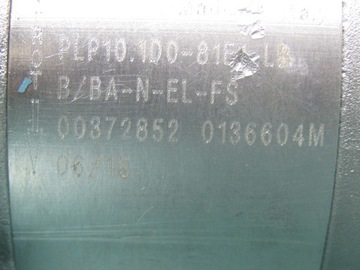 PLP10.1D0-81E
B/BA-N-EL-FS
00372852 0136604M